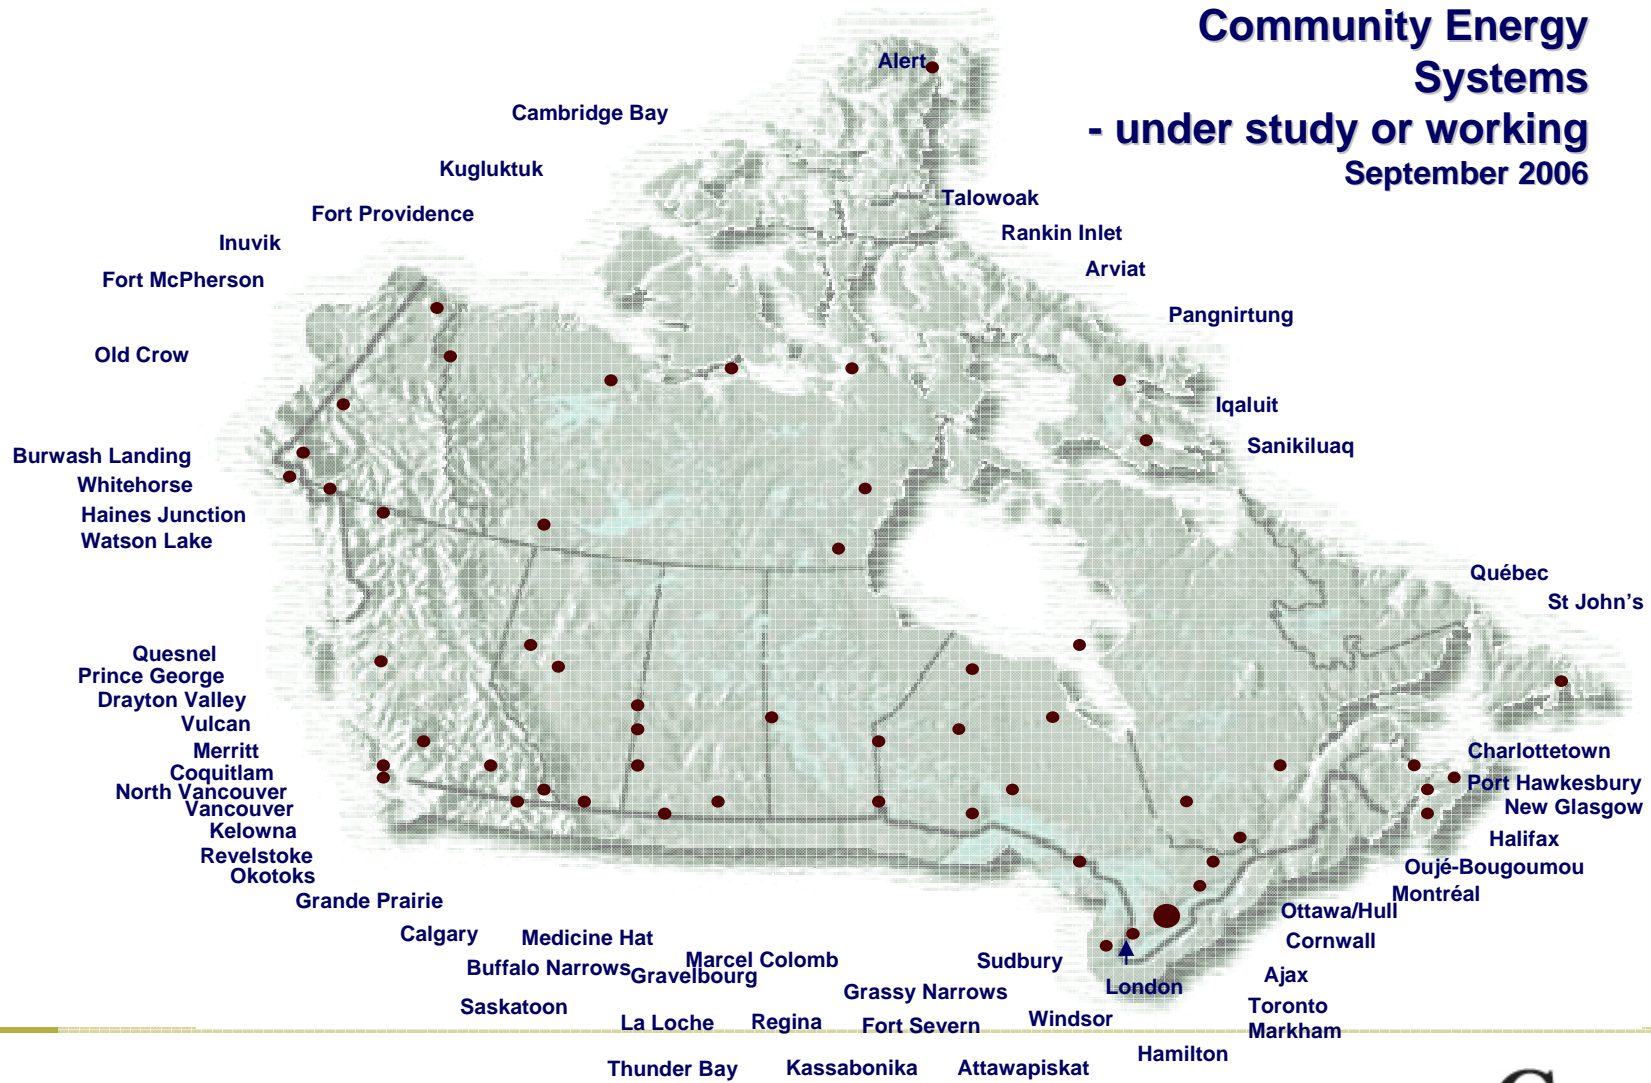 Community Energy
Systems
- under study or working
September 2006
Alert
Cambridge Bay
Kugluktuk
Talowoak
Fort Providence
Rankin Inlet
Inuvik
Arviat
Fort McPherson
Pangnirtung
Old Crow
Iqaluit
Sanikiluaq
Burwash Landing
Whitehorse
Haines Junction
Watson Lake
Québec
St John's
Quesnel
Prince George
Drayton Valley
Vulcan
Merritt
Coquitlam
North Vancouver
Vancouver
Kelowna
Revelstoke
Okotoks
Charlottetown
Port Hawkesbury
New Glasgow
Halifax
Oujé-Bougoumou
Montréal
Grande Prairie
Ottawa/Hull
Calgary
Medicine Hat
Cornwall
Buffalo Narrows
Marcel Colomb
Gravelbourg
Sudbury
Ajax
London
Grassy Narrows
Saskatoon
Toronto
La Loche
Regina
Fort Severn
Windsor
Markham
Hamilton
Thunder Bay
Kassabonika
Attawapiskat